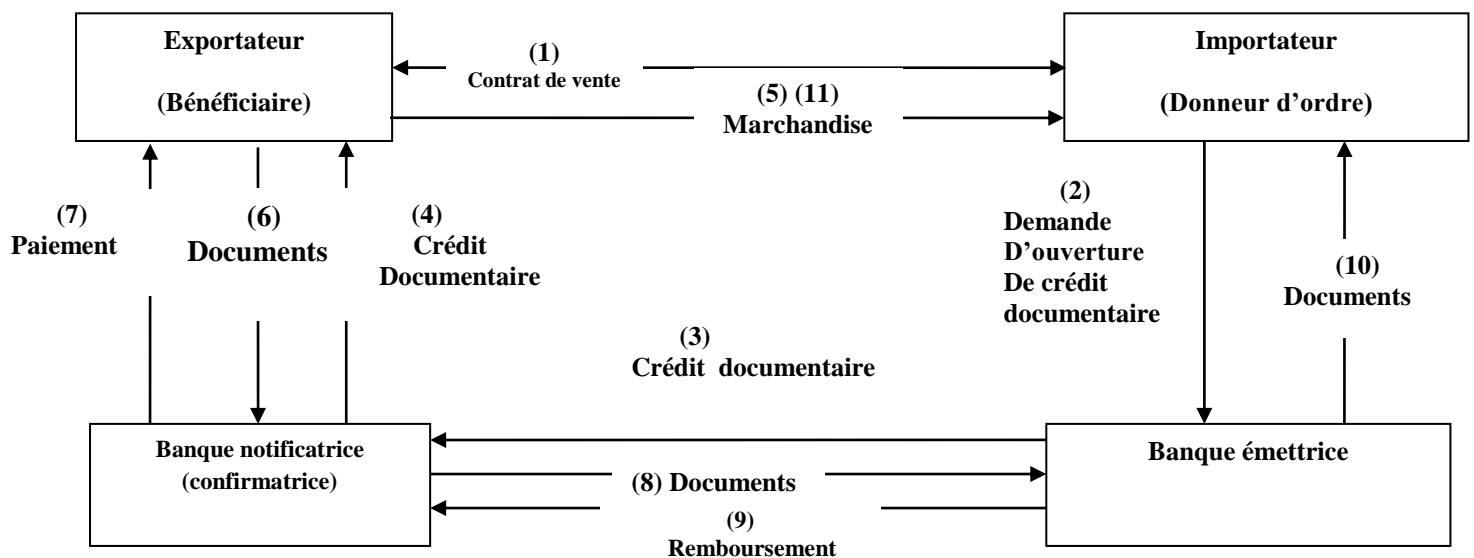 Exportateur
(Bénéficiaire)
Importateur
(Donneur d’ordre)
(1)
Contrat de vente
(5) (11)
Marchandise
(7)
Paiement
(6)
Documents
(4)
Crédit
Documentaire
(2)
Demande
D’ouverture
De crédit
documentaire
(10)
Documents
(3)
Crédit documentaire
Banque notificatrice
(confirmatrice)
Banque émettrice
(8) Documents
(9)
Remboursement